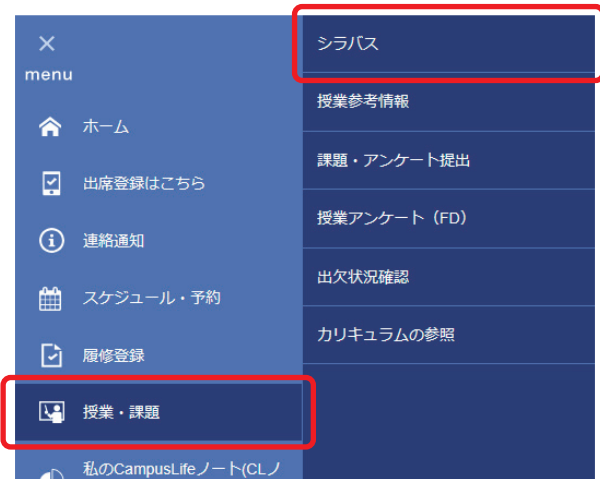 menu
ホーム
出席登録はこちら
連絡通知
スケジュール・予約
履修登録
授業・課題
私のCampusLifeノート(CLノ
シラバス
授業参考情報
課題・アンケート提出
授業アンケート（FD）
出欠状況確認
カリキュラムの参照